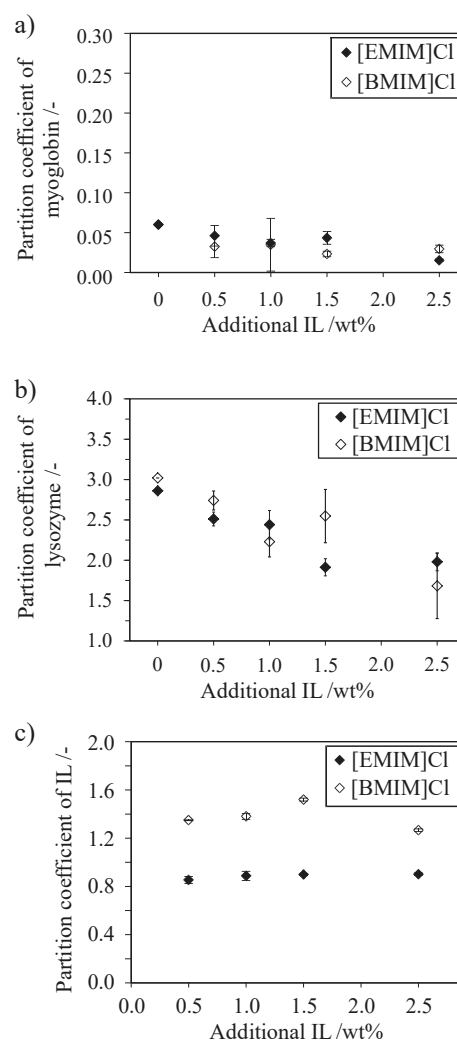 a)
Partition coefficient of
myoglobin /-
0.30
0.25
0.20
0.15
0.10
0.05
0.00
◆ [EMIM]Cl
◇ [BMIM]Cl
0 0.5 1.0 1.5 2.0 2.5
Additional IL /wt%
b)
Partition coefficient of
lysozyme /-
4.0
3.5
3.0
2.5
2.0
1.5
1.0
◆ [EMIM]Cl
◇ [BMIM]Cl
0 0.5 1.0 1.5 2.0 2.5
Additional IL /wt%
c)
Partition coefficient of IL /-
2.0
1.6
1.2
0.8
0.4
0.0
◆ [EMIM]Cl
◇ [BMIM]Cl
0.0 0.5 1.0 1.5 2.0 2.5
Additional IL /wt%